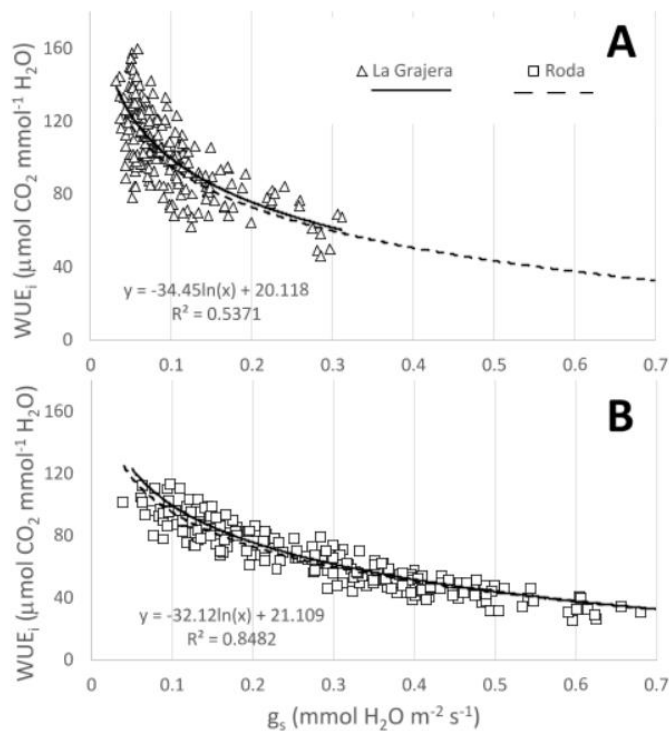 A
160
La Grajera
Roda
120
80
40
0
WUEi (μmol CO2 mmol-1 H2O)
y = -34.45ln(x) + 20.118
R² = 0.5371
0 0.1 0.2 0.3 0.4 0.5 0.6 0.7
B
160
120
80
40
0
WUEi (μmol CO2 mmol-1 H2O)
y = -32.12ln(x) + 21.109
R² = 0.8482
0 0.1 0.2 0.3 0.4 0.5 0.6 0.7
gs (mmol H2O m-2 s-1)